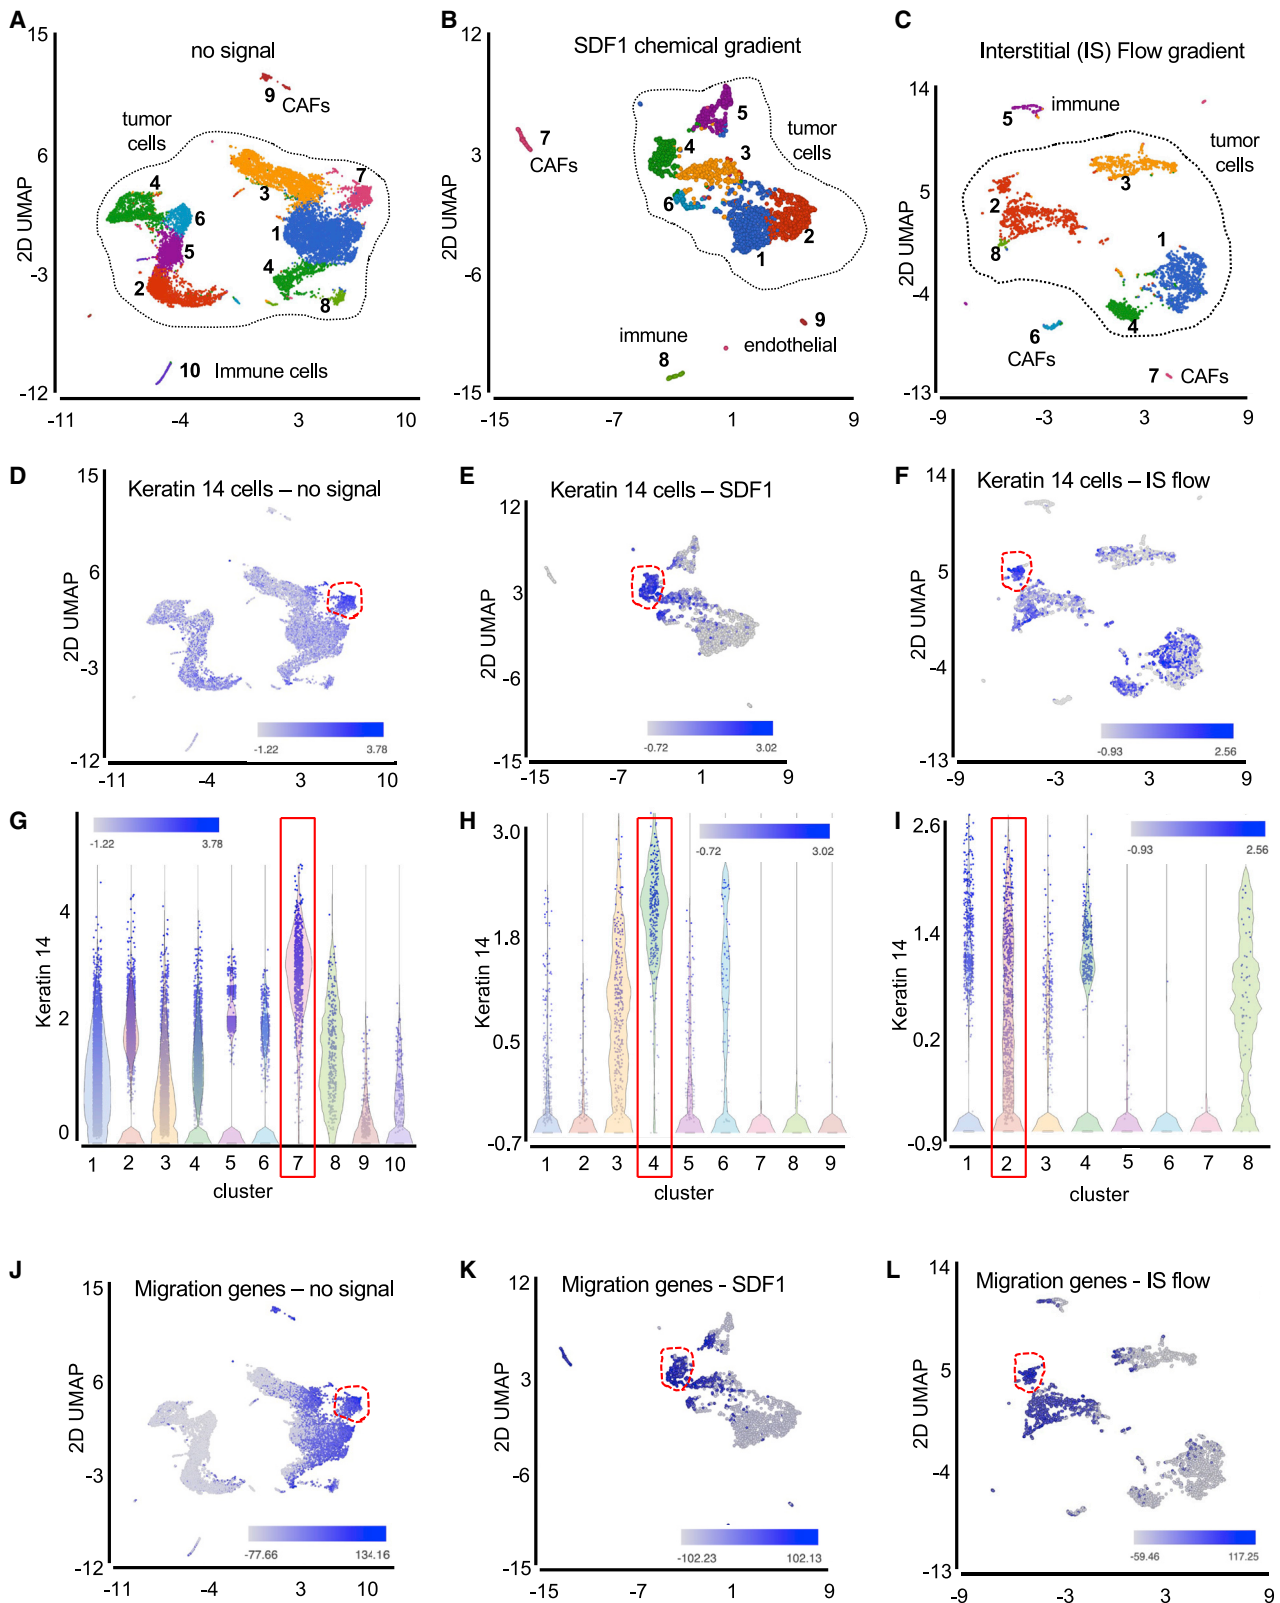 A
15
6
-3
-12
2D UMAP
no signal
9
CAFs
tumor
cells
4
6
5
2
3
7
1
4
8
10 Immune cells
-11
-4
3
10
B
12
3
-6
-15
2D UMAP
SDF1 chemical gradient
5
4
3
tumor
cells
7
CAFs
6
1
2
9
immune
endothelial
8
-15
-7
1
9
C
Interstitial (IS) Flow gradient
14
5
-4
-13
2D UMAP
5
immune
tumor
cells
3
2
8
1
4
6
CAFs
7 CAFs
-9
-3
3
9
D
15
6
-3
-12
2D UMAP
Keratin 14 cells – no signal
-1.22
3.78
-11
-4
3
10
E
12
3
-6
-15
2D UMAP
Keratin 14 cells – SDF1
-0.72
3.02
-15
-7
1
9
F
14
5
-4
-13
2D UMAP
Keratin 14 cells – IS flow
-0.93
2.56
-9
-3
3
9
G
-1.22
3.78
4
2
0
Keratin 14
1 2 3 4 5 6 7 8 9 10
cluster
H
3.0
1.8
0.5
-0.7
Keratin 14
-0.72
3.02
1 2 3 4 5 6 7 8 9
cluster
I
2.6
1.4
0.2
-0.9
Keratin 14
-0.93
2.56
1 2 3 4 5 6 7 8
cluster
J
15
6
-3
-12
2D UMAP
Migration genes – no signal
-77.66
134.16
-11
-4
3
10
K
12
3
-6
-15
2D UMAP
Migration genes - SDF1
-102.23
102.13
-15
-7
1
9
L
14
5
-4
-13
2D UMAP
Migration genes - IS flow
-59.46
117.25
-9
-3
3
9